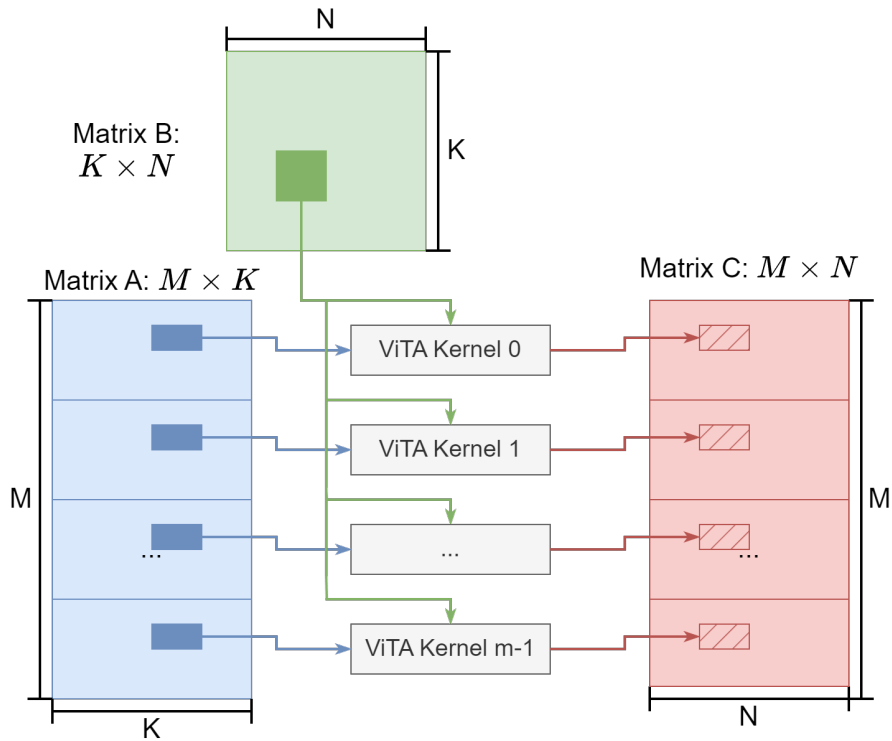 N
Matrix B:
K × N
K
Matrix A: M × K
Matrix C: M × N
ViTA Kernel 0
ViTA Kernel 1
M
M
...
...
...
ViTA Kernel m-1
K
N